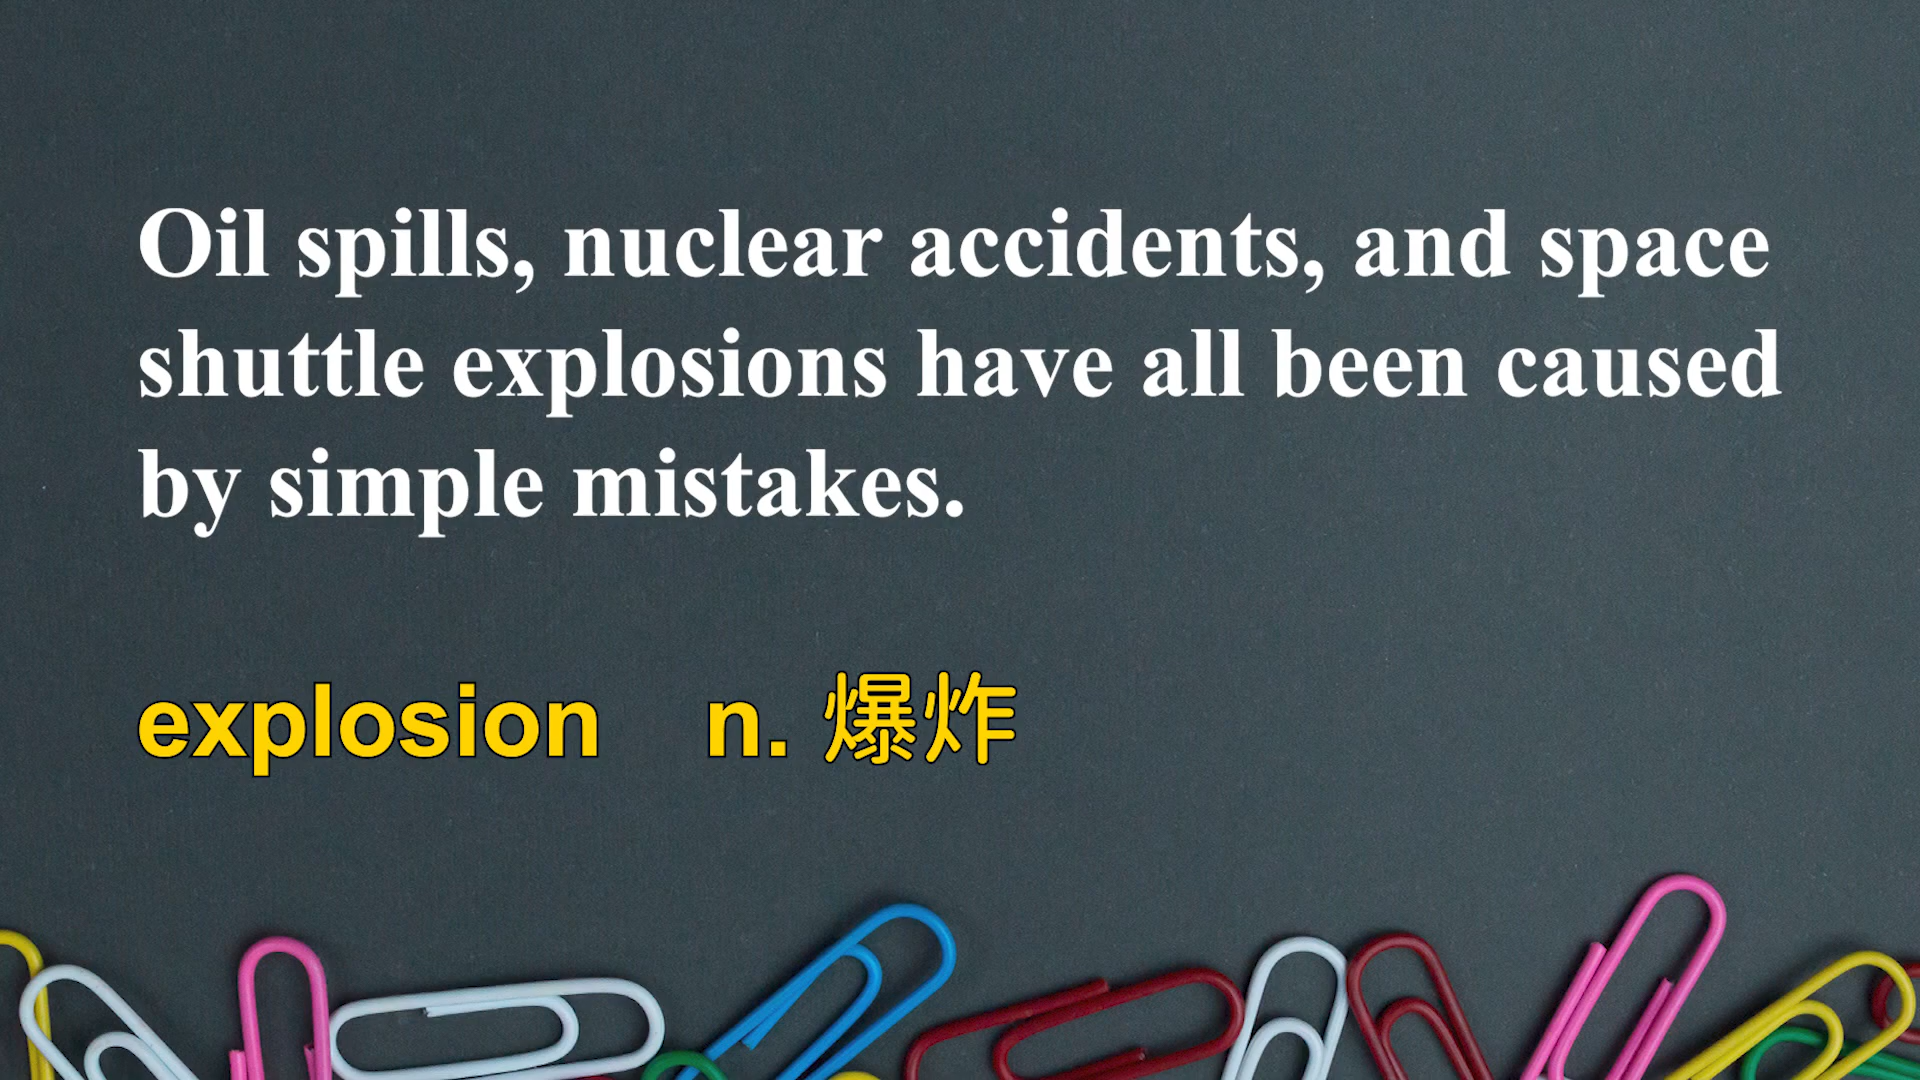 Oil spills, nuclear accidents, and space
shuttle explosions have all been caused
by simple mistakes.
explosion n. 爆炸